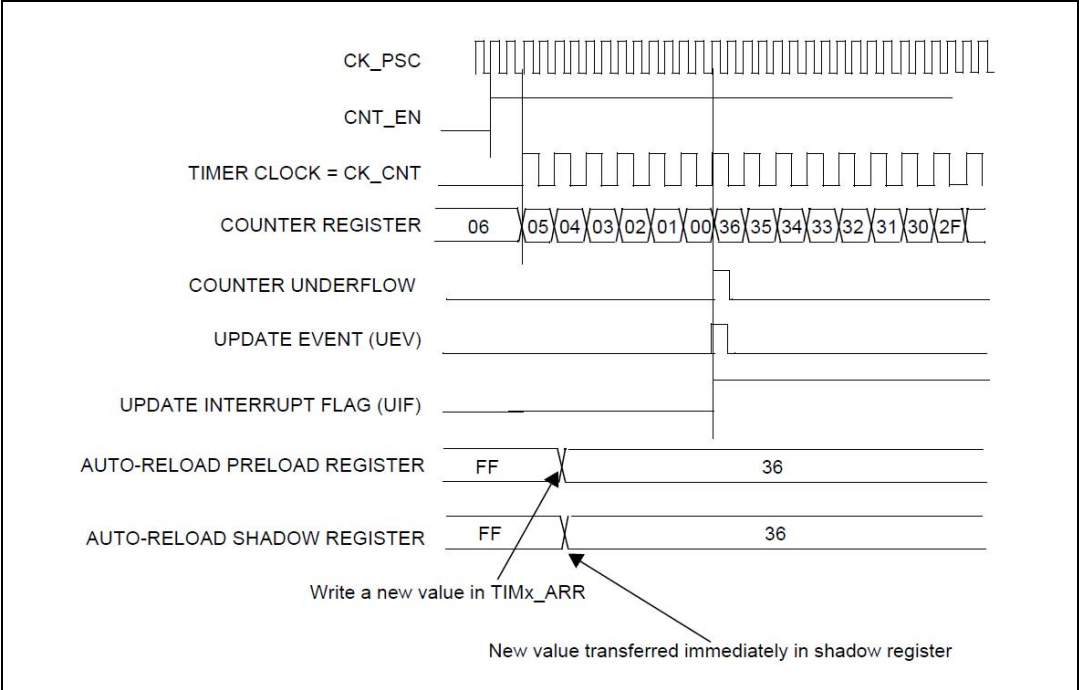 CK_PSC
CNT_EN
TIMER CLOCK = CK_CNT
COUNTER REGISTER 06 05 04 03 02 01 00 36 35 34 33 32 31 30 2F
COUNTER UNDERFLOW
UPDATE EVENT (UEV)
UPDATE INTERRUPT FLAG (UIF)
AUTO-RELOAD PRELOAD REGISTER FF 36
AUTO-RELOAD SHADOW REGISTER FF 36
Write a new value in TIMx_ARR
New value transferred immediately in shadow register